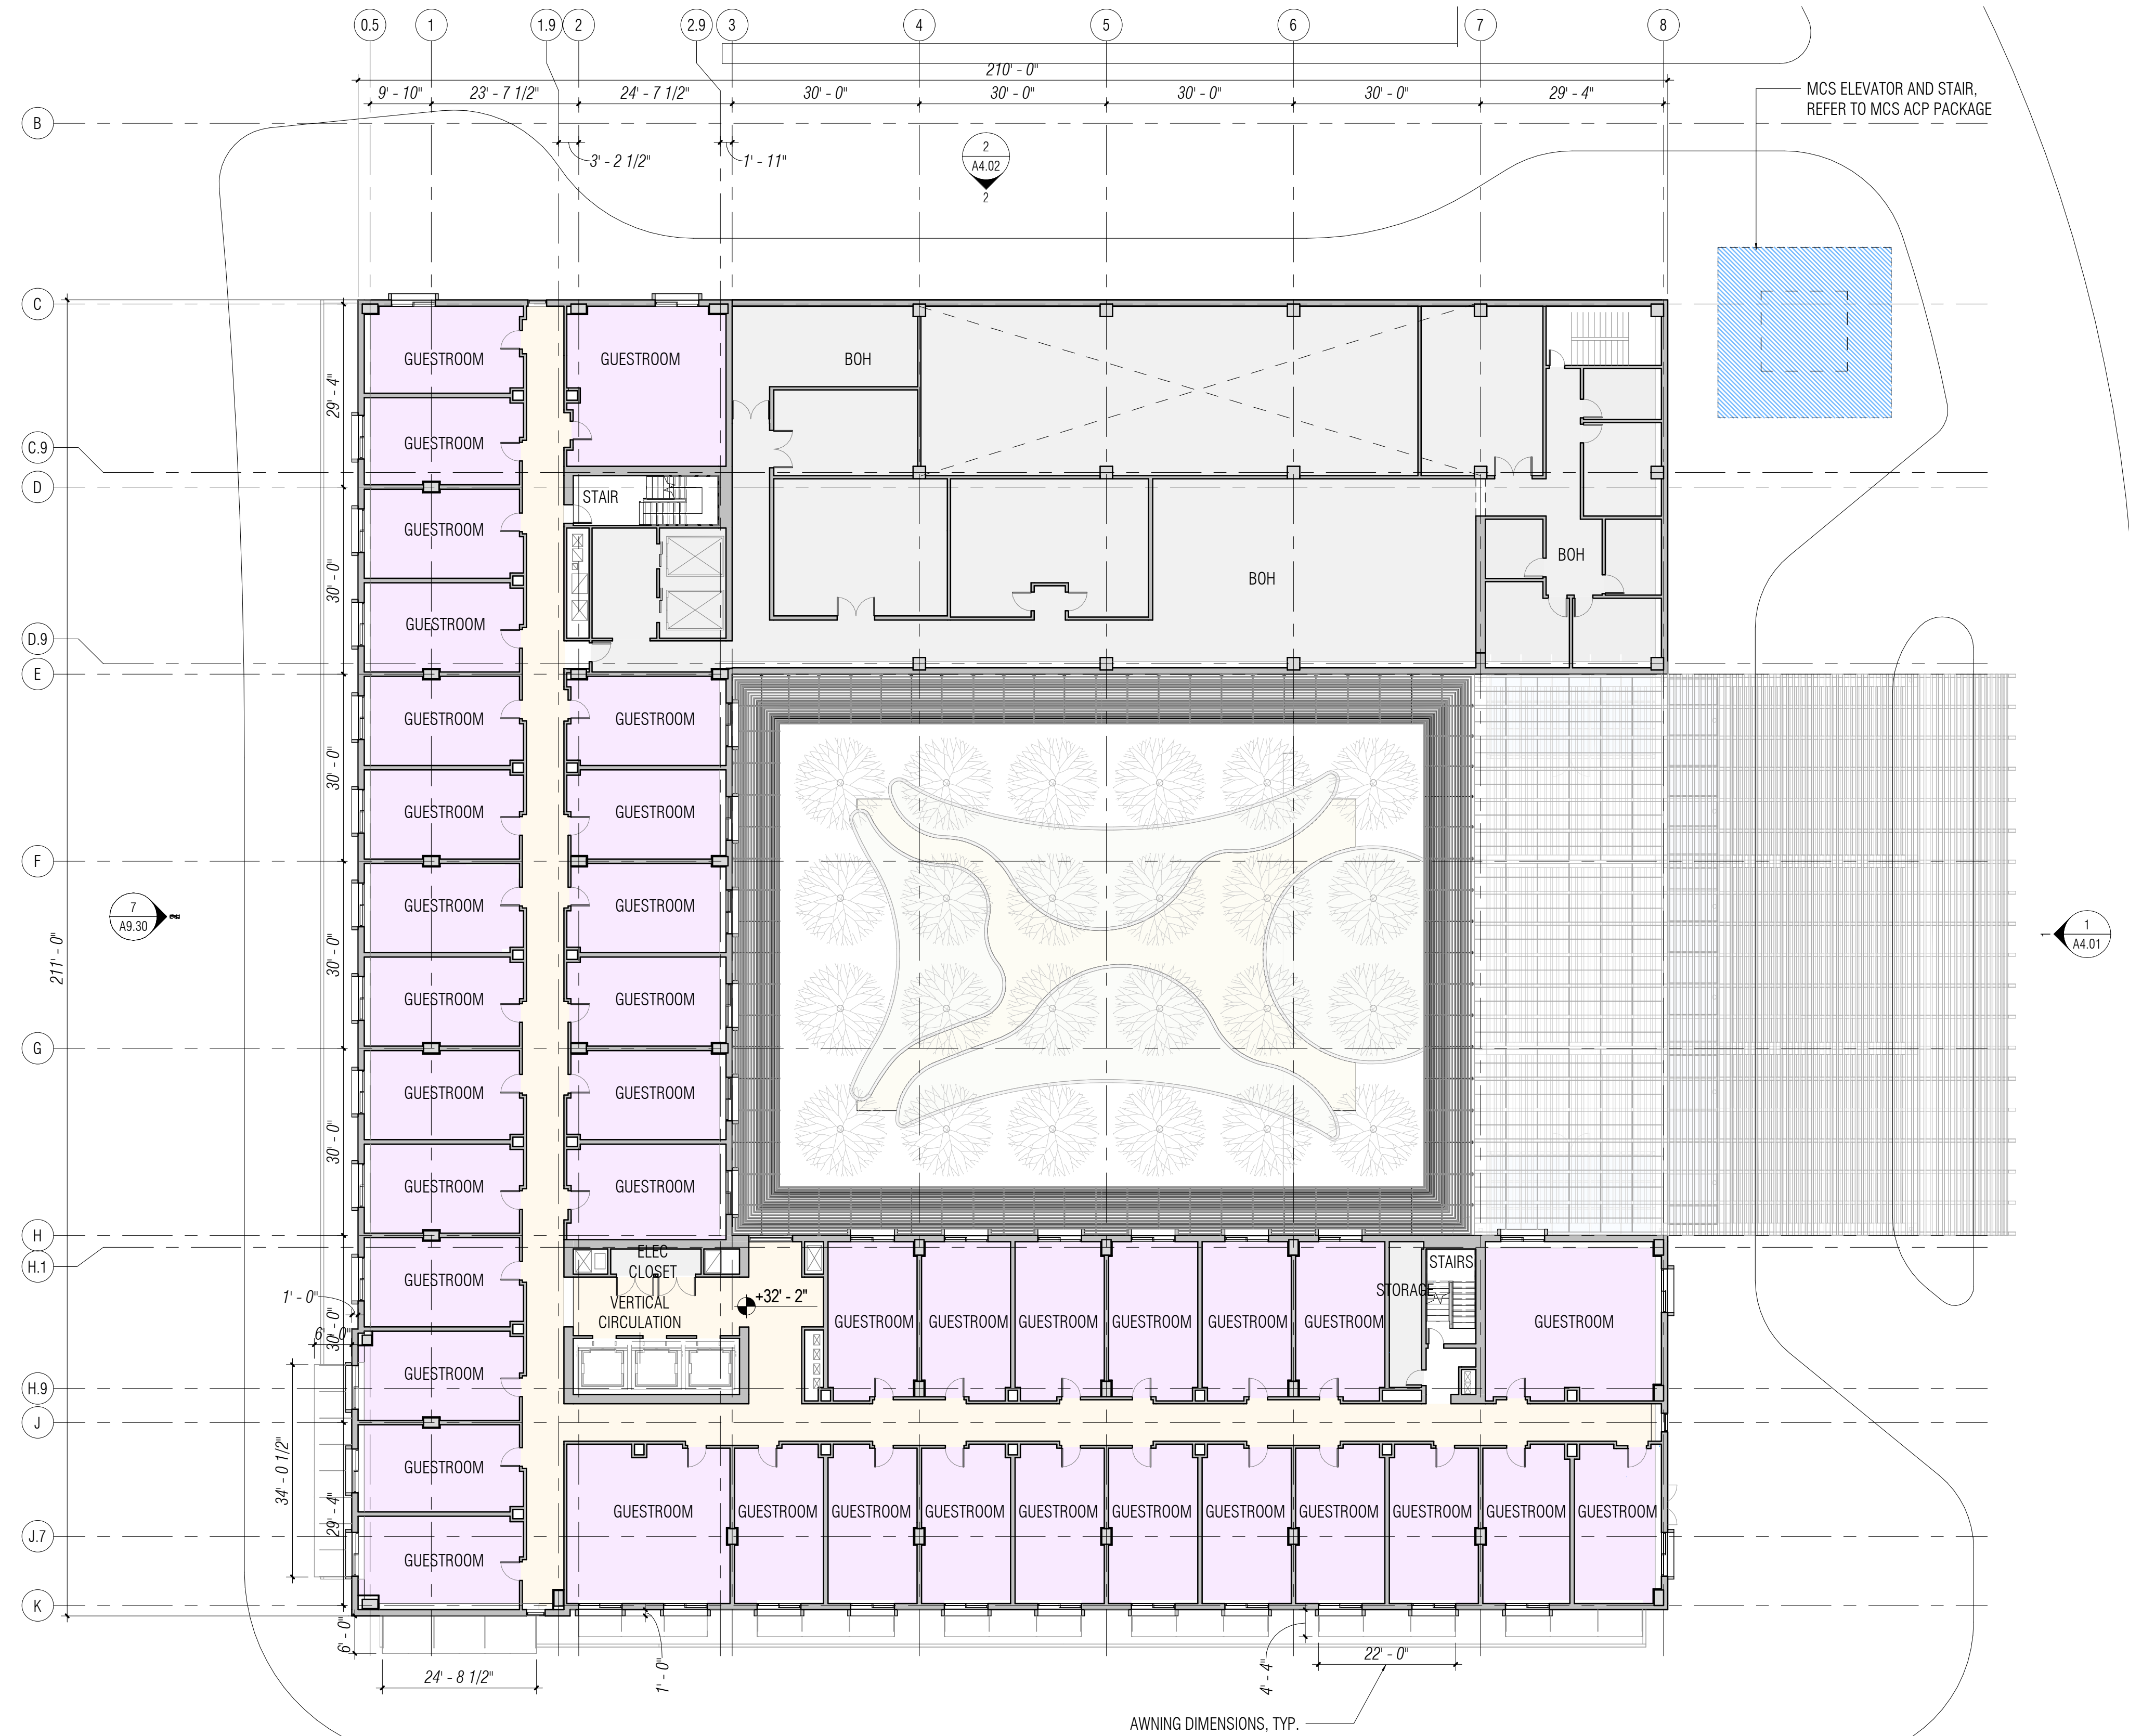 0.5 1 1.9 2 2.9 3 4 5 6 7 8
210' - 0"
9' - 10" 23' - 7 1/2" 24' - 7 1/2" 30' - 0" 30' - 0" 30' - 0" 30' - 0" 29' - 4"
MCS ELEVATOR AND STAIR,
REFER TO MCS ACP PACKAGE
B
3' - 2 1/2" 1' - 11"
2
A4.02
2
C
GUESTROOM GUESTROOM BOH
29' - 4"
GUESTROOM
C.9
D
STAIR
GUESTROOM
BOH
BOH
30' - 0"
GUESTROOM
D.9
E
GUESTROOM GUESTROOM
30' - 0"
GUESTROOM GUESTROOM
F
GUESTROOM GUESTROOM
7
A9.30
1
A4.01
1
211' - 0"
30' - 0"
GUESTROOM GUESTROOM
G
GUESTROOM GUESTROOM
30' - 0"
GUESTROOM GUESTROOM
H
ELEC
CLOSET
STAIRS
H.1
GUESTROOM
STORAGE
1' - 0"
VERTICAL
CIRCULATION
+32' - 2"
GUESTROOM GUESTROOM GUESTROOM GUESTROOM GUESTROOM GUESTROOM GUESTROOM
6' - 0"
30' - 0"
GUESTROOM
H.9
J
34' - 0 1/2"
GUESTROOM
29' - 4"
GUESTROOM GUESTROOM GUESTROOM GUESTROOM GUESTROOM GUESTROOM GUESTROOM GUESTROOM GUESTROOM GUESTROOM GUESTROOM
J.7
GUESTROOM
K
6' - 0"
24' - 8 1/2"
1' - 0"
4' - 4"
22' - 0"
AWNING DIMENSIONS, TYP.